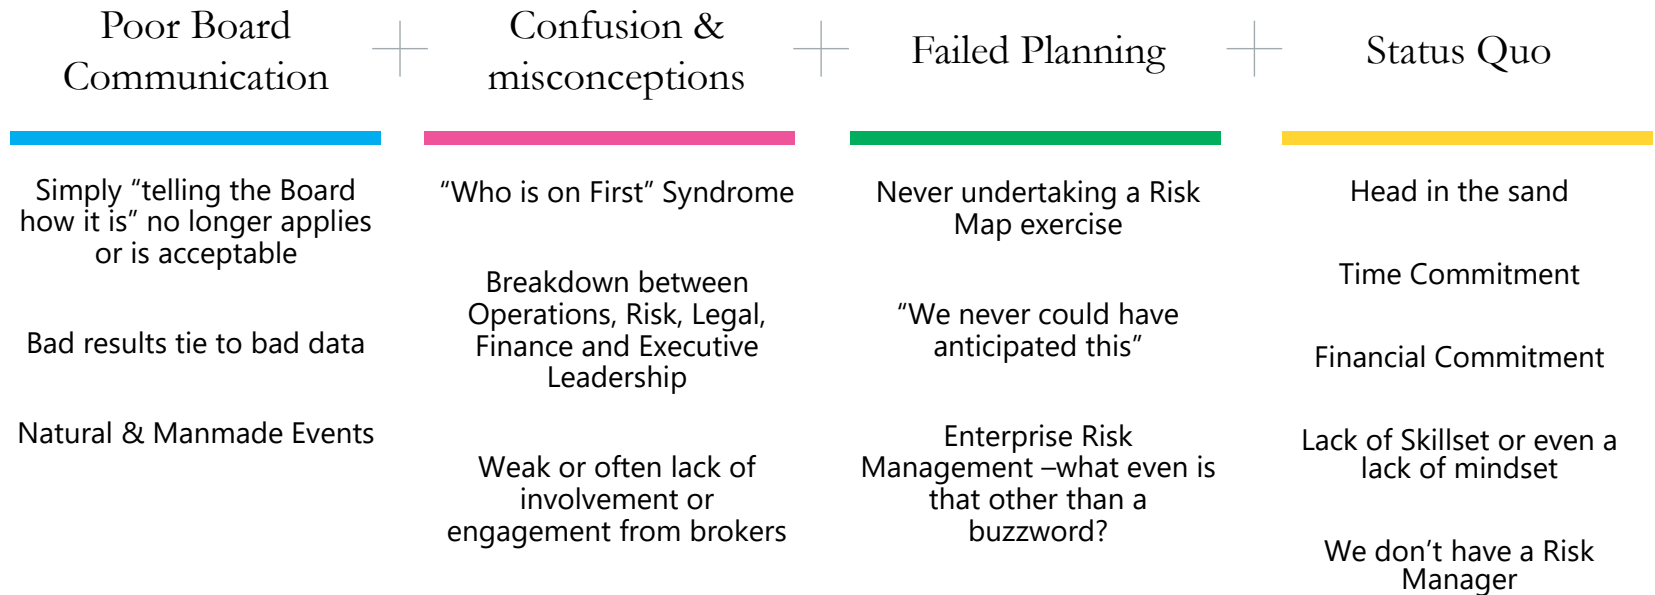 Poor Board
Communication
Simply “telling the Board
how it is” no longer applies
or is acceptable
Bad results tie to bad data
Natural & Manmade Events
Confusion &
misconceptions
“Who is on First” Syndrome
Breakdown between
Operations, Risk, Legal,
Finance and Executive
Leadership
Weak or often lack of
involvement or
engagement from brokers
Failed Planning
Never undertaking a Risk
Map exercise
“We never could have
anticipated this”
Enterprise Risk
Management –what even is
that other than a
buzzword?
Status Quo
Head in the sand
Time Commitment
Financial Commitment
Lack of Skillset or even a
lack of mindset
We don’t have a Risk
Manager